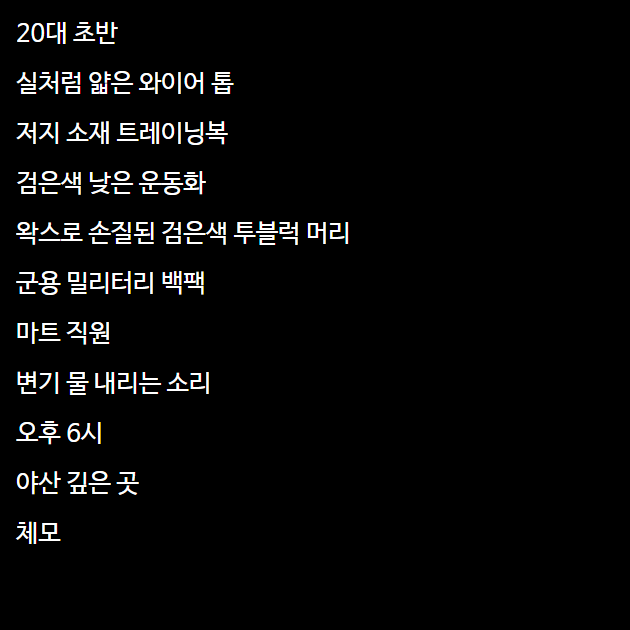 20대 초반
실처럼 얇은 와이어 톱
저지 소재 트레이닝복
검은색 낮은 운동화
왁스로 손질된 검은색 투블럭 머리
군용 밀리터리 백팩
마트 직원
변기 물 내리는 소리
오후 6시
야산 깊은 곳
체모